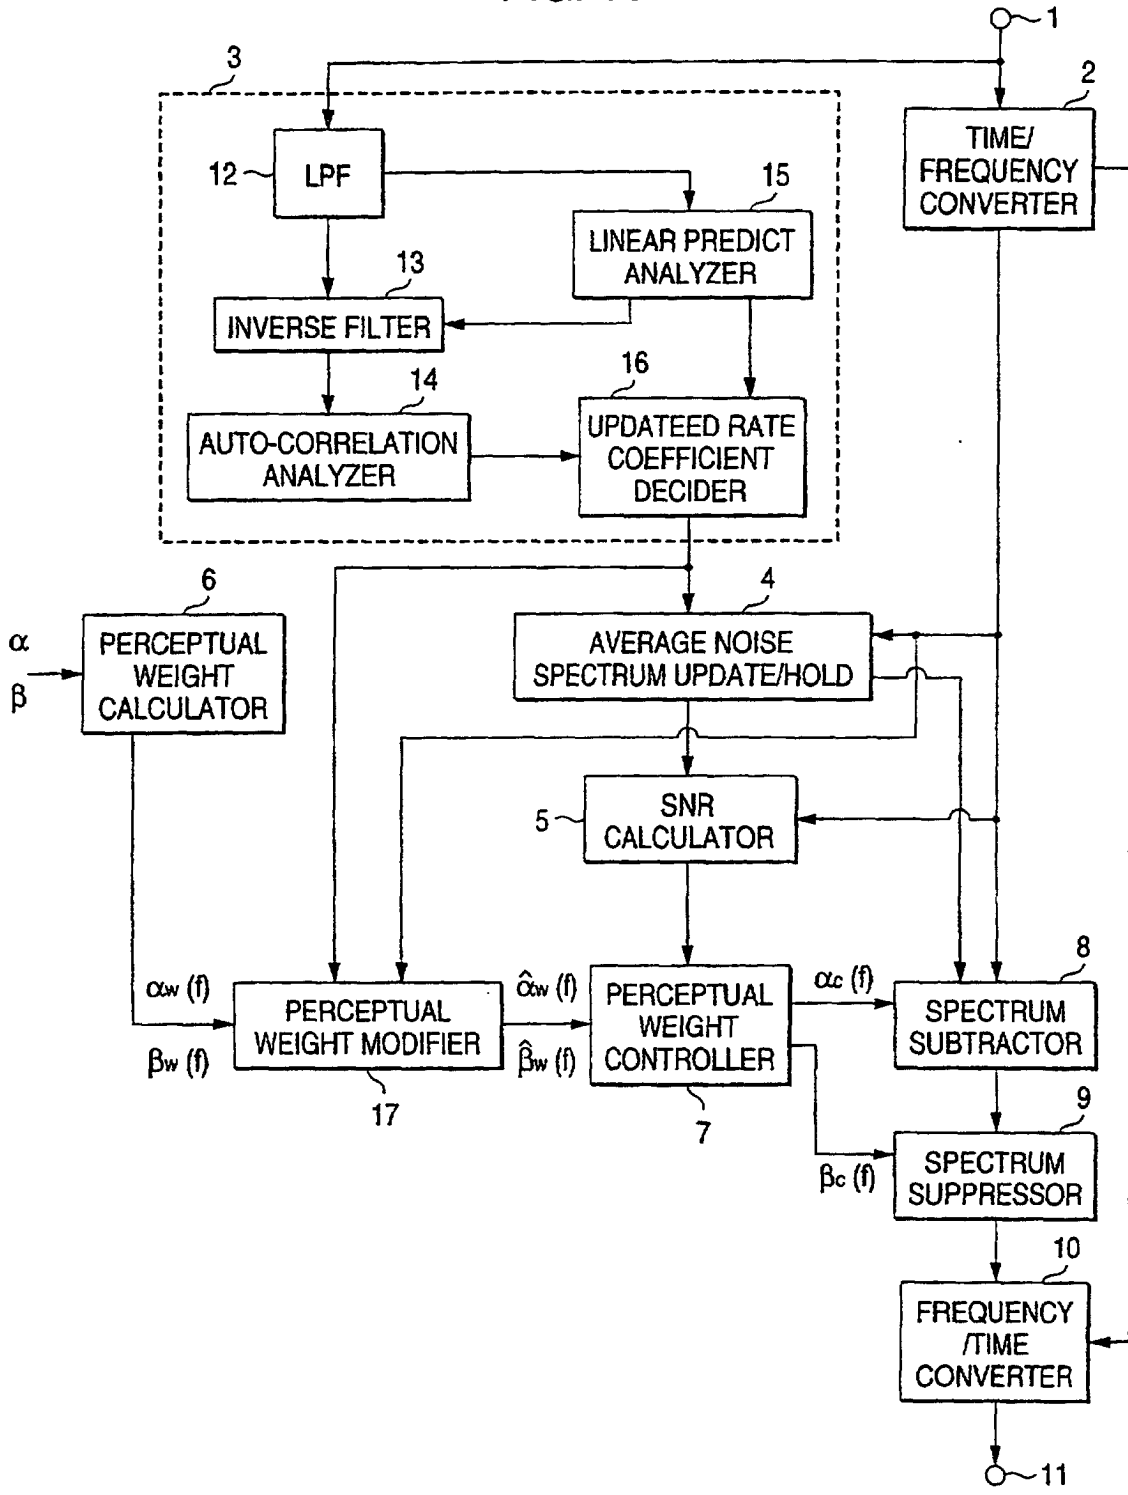 1
3
2
TIME/
FREQUENCY
CONVERTER
12
LPF
15
LINEAR PREDICT
ANALYZER
13
INVERSE FILTER
14
AUTO-CORRELATION
ANALYZER
16
UPDATEED RATE
COEFFICIENT
DECIDER
6
α
β
PERCEPTUAL
WEIGHT
CALCULATOR
4
AVERAGE NOISE
SPECTRUM UPDATE/HOLD
5
SNR
CALCULATOR
αw (f)
βw (f)
PERCEPTUAL
WEIGHT MODIFIER
17
α̂w (f)
β̂w (f)
PERCEPTUAL
WEIGHT
CONTROLLER
7
αc (f)
βc (f)
8
SPECTRUM
SUBTRACTOR
9
SPECTRUM
SUPPRESSOR
10
FREQUENCY
/TIME
CONVERTER
11